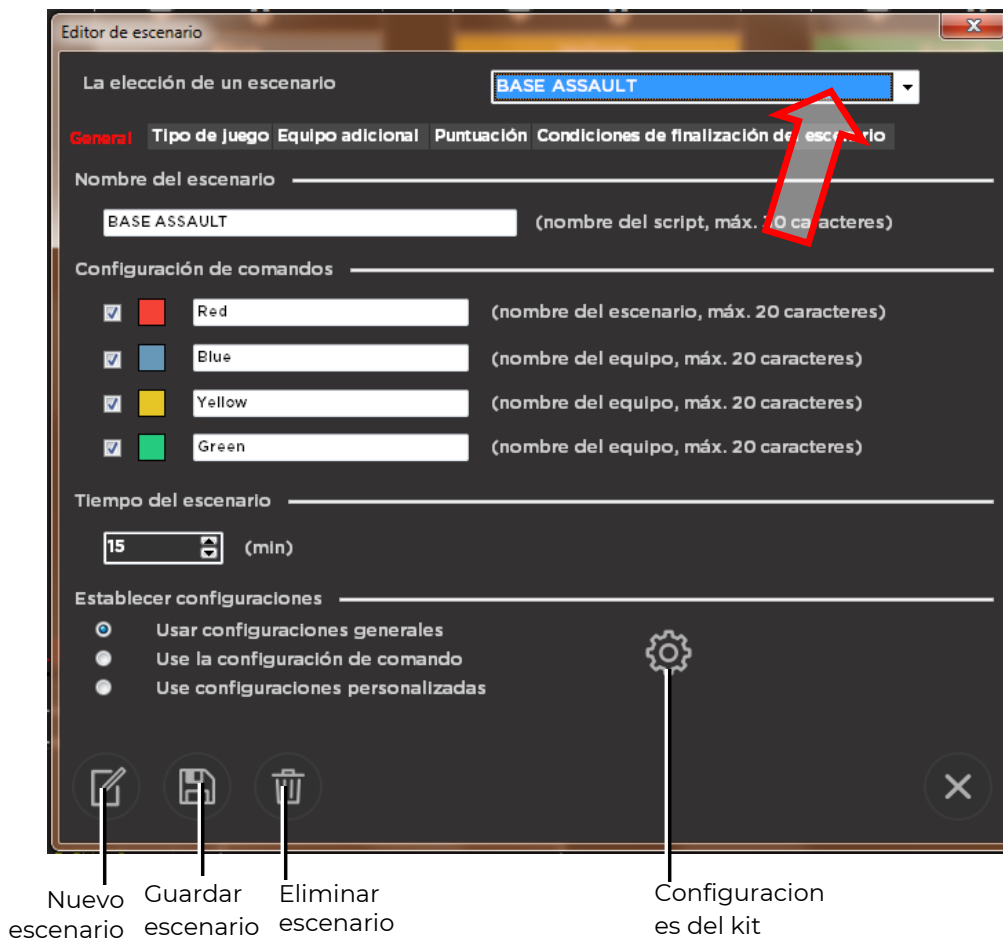 Editor de escenario
La elección de un escenario
BASE ASSAULT
General Tipo de juego Equipo adicional Puntuación Condiciones de finalización del escenario
Nombre del escenario
BASE ASSAULT (nombre del script, máx. 20 caracteres)
Configuración de comandos
Red (nombre del escenario, máx. 20 caracteres)
Blue (nombre del equipo, máx. 20 caracteres)
Yellow (nombre del equipo, máx. 20 caracteres)
Green (nombre del equipo, máx. 20 caracteres)
Tiempo del escenario
15 (min)
Establecer configuraciones
Usar configuraciones generales
Use la configuración de comando
Use configuraciones personalizadas
Nuevo
escenario
Guardar
escenario
Eliminar
escenario
Configuracion
es del kit